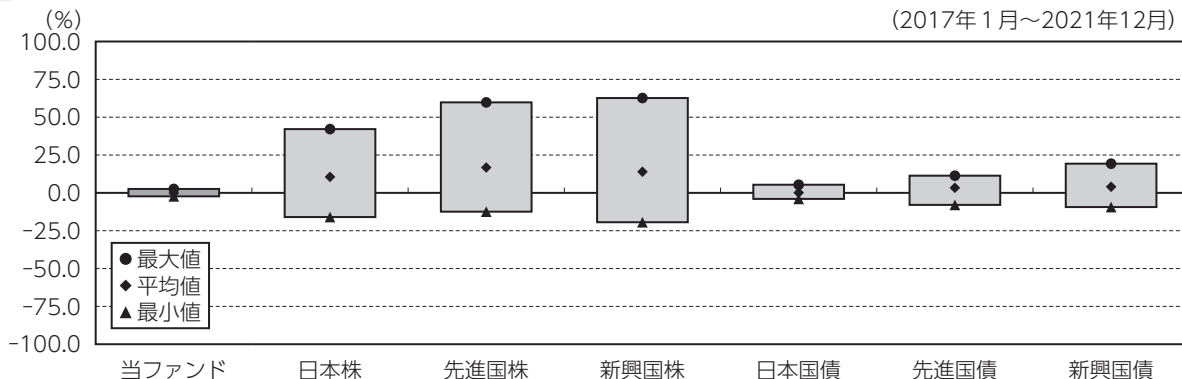 (%)
(2017年1月～2021年12月)
100.0
75.0
50.0
25.0
0.0
-25.0
-50.0
-75.0
-100.0
●最大値
◆平均値
▲最小値
当ファンド 日本株 先進国株 新興国株 日本国債 先進国債 新興国債